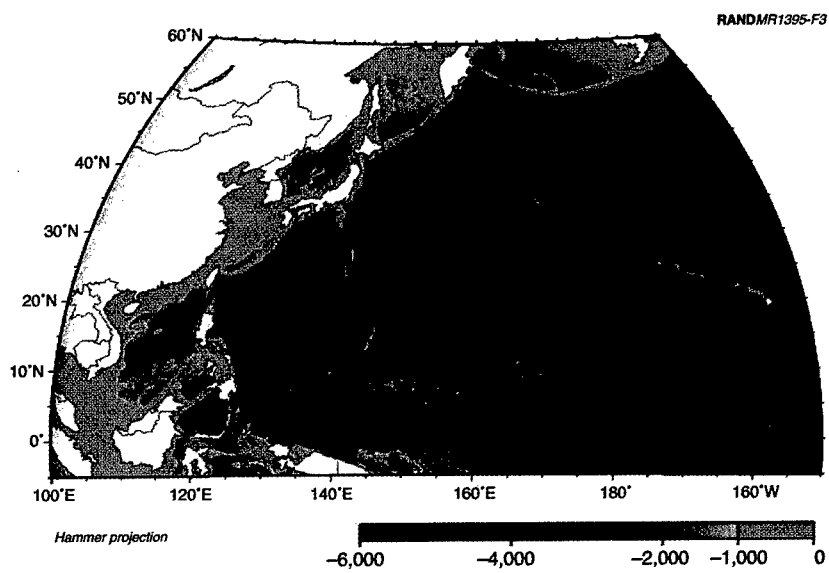 RANDMR1395-F3
60˚N
50˚N
40˚N
30˚N
20˚N
10˚N
0˚
100˚E 120˚E 140˚E 160˚E 180˚ 160˚W
Hammer projection
–6,000 –4,000 –2,000 –1,000 0